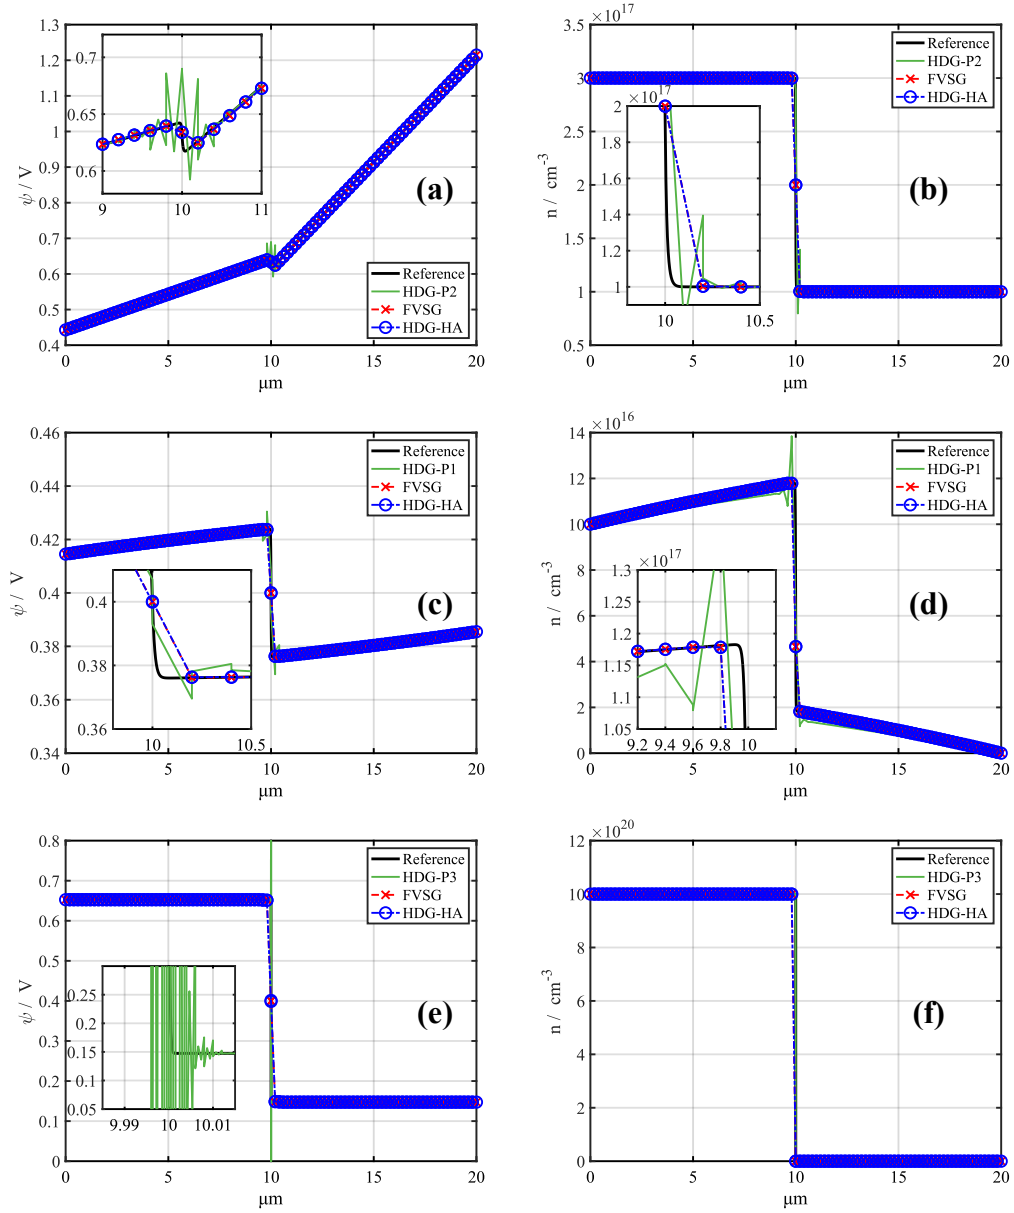 1.3
1.2
1.1
1
0.9
0.8
0.7
0.6
0.5
0.4
ψ / V
0 5 10 15 20
μm
0.7
0.65
0.6
9 10 11
(a)
Reference
HDG-P2
FVSG
HDG-HA
×10^17
3.5
3
2.5
2
1.5
1
0.5
n / cm^-3
0 5 10 15 20
μm
×10^17
2
1.8
1.6
1.4
1.2
1
10 10.5
(b)
Reference
HDG-P2
FVSG
HDG-HA
0.46
0.44
0.42
0.4
0.38
0.36
0.34
ψ / V
0 5 10 15 20
μm
0.4
0.38
0.36
10 10.5
(c)
Reference
HDG-P1
FVSG
HDG-HA
×10^16
14
12
10
8
6
4
2
0
n / cm^-3
0 5 10 15 20
μm
×10^17
1.3
1.25
1.2
1.15
1.1
1.05
9.2 9.4 9.6 9.8 10
(d)
Reference
HDG-P1
FVSG
HDG-HA
0.8
0.7
0.6
0.5
0.4
0.3
0.2
0.1
0
ψ / V
0 5 10 15 20
μm
0.25
0.2
0.15
0.1
0.05
9.99 10 10.01
(e)
Reference
HDG-P3
FVSG
HDG-HA
×10^20
12
10
8
6
4
2
0
n / cm^-3
0 5 10 15 20
μm
(f)
Reference
HDG-P3
FVSG
HDG-HA